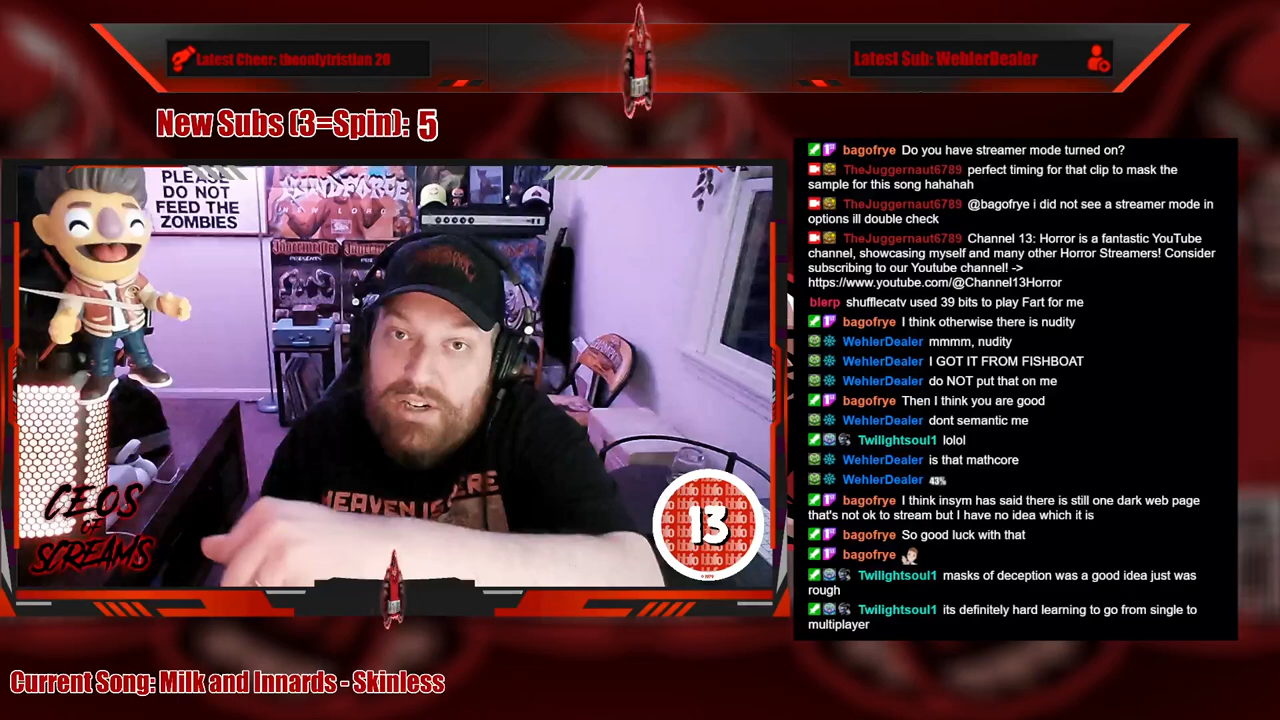 Latest Cheer: theonlytristian 20
Latest Sub: WehlerDealer
New Subs (3=Spin): 5
PLEASE
DO NOT
FEED THE
ZOMBIES
MINDFORCE
NEW LORD
Jägermeister
PRESENTS
HEAVEN IS HERE
CEOS
OF
SCREAMS
13
bagofrye Do you have streamer mode turned on?
TheJuggernaut6789 perfect timing for that clip to mask the
sample for this song hahahah
TheJuggernaut6789 @bagofrye i did not see a streamer mode in
options ill double check
TheJuggernaut6789 Channel 13: Horror is a fantastic YouTube
channel, showcasing myself and many other Horror Streamers! Consider
subscribing to our Youtube channel! ->
https://www.youtube.com/@Channel13Horror
blerp shufflecatv used 39 bits to play Fart for me
bagofrye I think otherwise there is nudity
WehlerDealer mmmm, nudity
WehlerDealer I GOT IT FROM FISHBOAT
WehlerDealer do NOT put that on me
bagofrye Then I think you are good
WehlerDealer dont semantic me
Twilightsoul1 lolol
WehlerDealer is that mathcore
WehlerDealer 43%
bagofrye I think insym has said there is still one dark web page
that's not ok to stream but I have no idea which it is
bagofrye So good luck with that
bagofrye
Twilightsoul1 masks of deception was a good idea just was
rough
Twilightsoul1 its definitely hard learning to go from single to
multiplayer
Current Song: Milk and Innards - Skinless